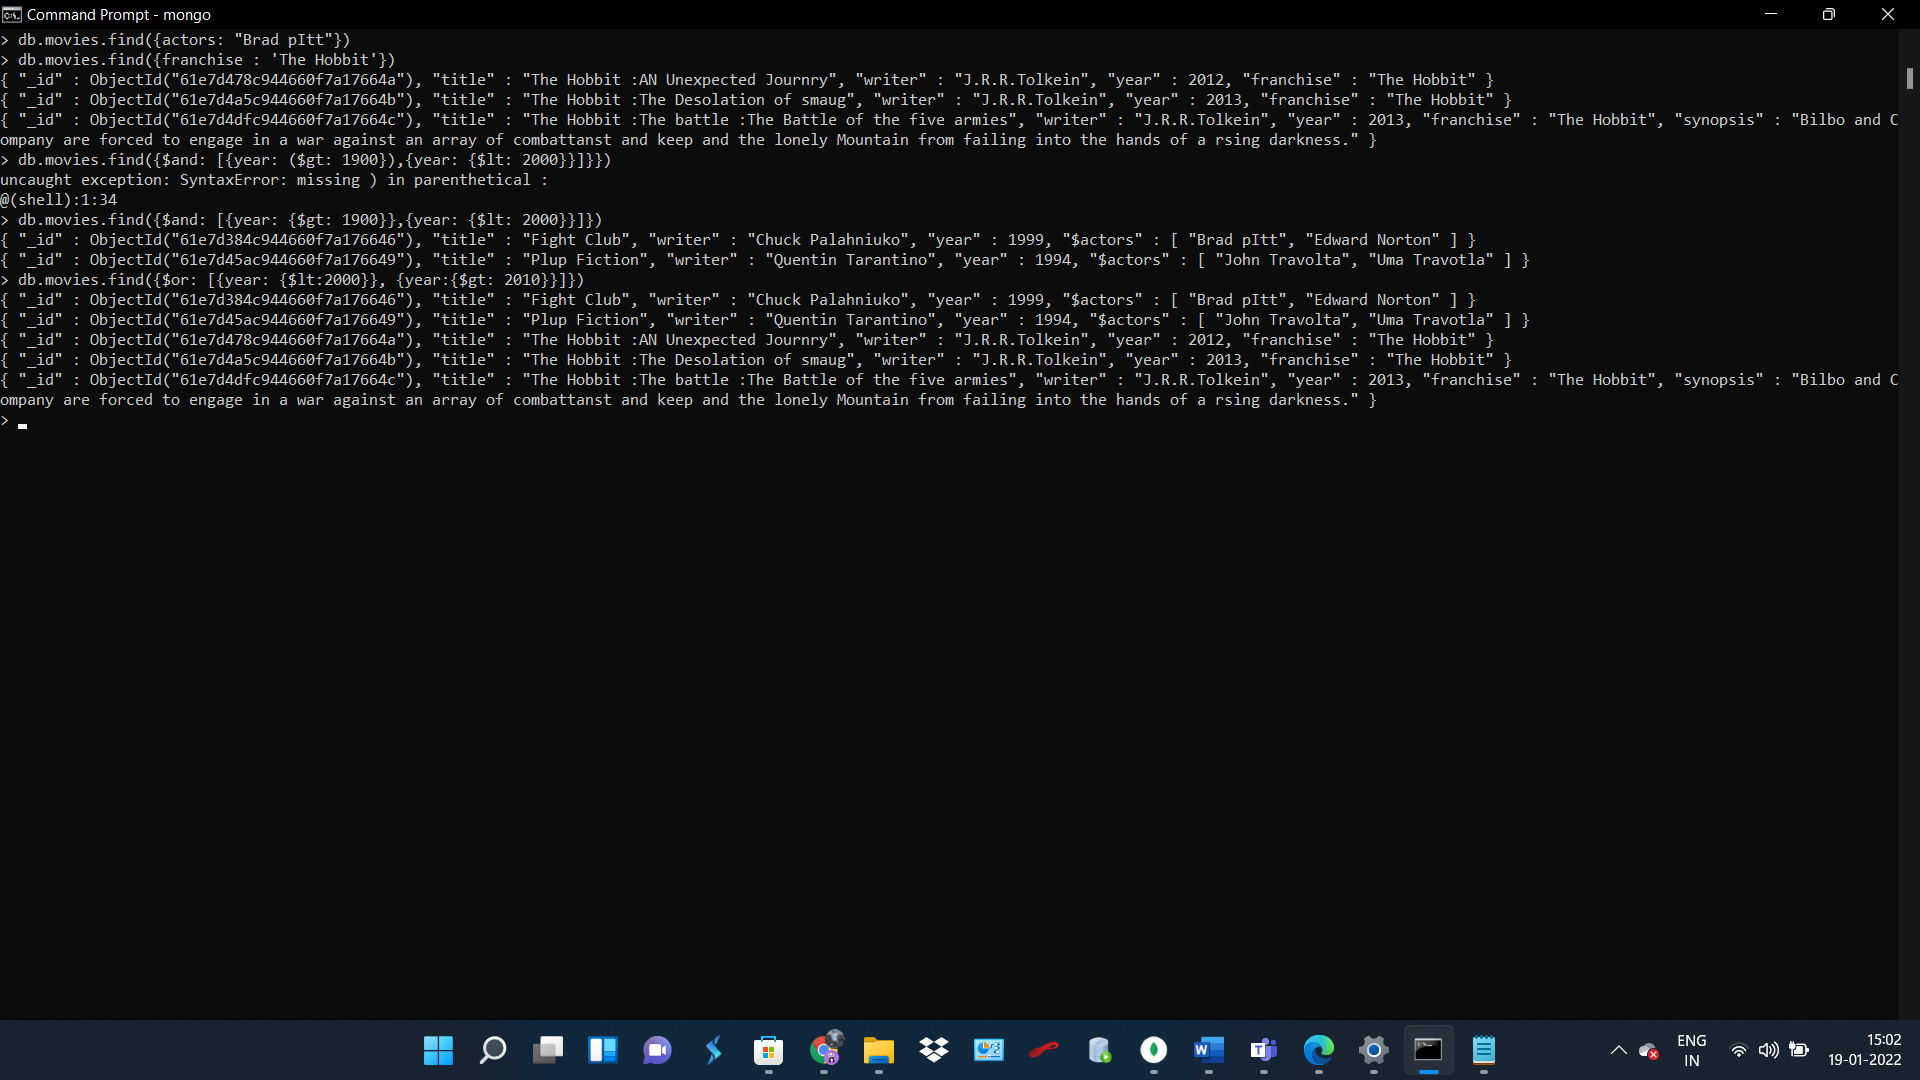 Command Prompt - mongo
> db.movies.find({actors: "Brad pItt"})
> db.movies.find({franchise : 'The Hobbit'})
{ "_id" : ObjectId("61e7d478c944660f7a17664a"), "title" : "The Hobbit :AN Unexpected Journry", "writer" : "J.R.R.Tolkein", "year" : 2012, "franchise" : "The Hobbit" }
{ "_id" : ObjectId("61e7d4a5c944660f7a17664b"), "title" : "The Hobbit :The Desolation of smaug", "writer" : "J.R.R.Tolkein", "year" : 2013, "franchise" : "The Hobbit" }
{ "_id" : ObjectId("61e7d4dfc944660f7a17664c"), "title" : "The Hobbit :The battle :The Battle of the five armies", "writer" : "J.R.R.Tolkein", "year" : 2013, "franchise" : "The Hobbit", "synopsis" : "Bilbo and C
ompany are forced to engage in a war against an array of combattanst and keep and the lonely Mountain from failing into the hands of a rsing darkness." }
> db.movies.find({$and: [{year: ($gt: 1900}),{year: {$lt: 2000}}]}})
uncaught exception: SyntaxError: missing ) in parenthetical :
@(shell):1:34
> db.movies.find({$and: [{year: {$gt: 1900}},{year: {$lt: 2000}}]})
{ "_id" : ObjectId("61e7d384c944660f7a176646"), "title" : "Fight Club", "writer" : "Chuck Palahniuko", "year" : 1999, "$actors" : [ "Brad pItt", "Edward Norton" ] }
{ "_id" : ObjectId("61e7d45ac944660f7a176649"), "title" : "Plup Fiction", "writer" : "Quentin Tarantino", "year" : 1994, "$actors" : [ "John Travolta", "Uma Travotla" ] }
> db.movies.find({$or: [{year: {$lt:2000}}, {year:{$gt: 2010}}]})
{ "_id" : ObjectId("61e7d384c944660f7a176646"), "title" : "Fight Club", "writer" : "Chuck Palahniuko", "year" : 1999, "$actors" : [ "Brad pItt", "Edward Norton" ] }
{ "_id" : ObjectId("61e7d45ac944660f7a176649"), "title" : "Plup Fiction", "writer" : "Quentin Tarantino", "year" : 1994, "$actors" : [ "John Travolta", "Uma Travotla" ] }
{ "_id" : ObjectId("61e7d478c944660f7a17664a"), "title" : "The Hobbit :AN Unexpected Journry", "writer" : "J.R.R.Tolkein", "year" : 2012, "franchise" : "The Hobbit" }
{ "_id" : ObjectId("61e7d4a5c944660f7a17664b"), "title" : "The Hobbit :The Desolation of smaug", "writer" : "J.R.R.Tolkein", "year" : 2013, "franchise" : "The Hobbit" }
{ "_id" : ObjectId("61e7d4dfc944660f7a17664c"), "title" : "The Hobbit :The battle :The Battle of the five armies", "writer" : "J.R.R.Tolkein", "year" : 2013, "franchise" : "The Hobbit", "synopsis" : "Bilbo and C
ompany are forced to engage in a war against an array of combattanst and keep and the lonely Mountain from failing into the hands of a rsing darkness." }
>
ENG
IN
15:02
19-01-2022